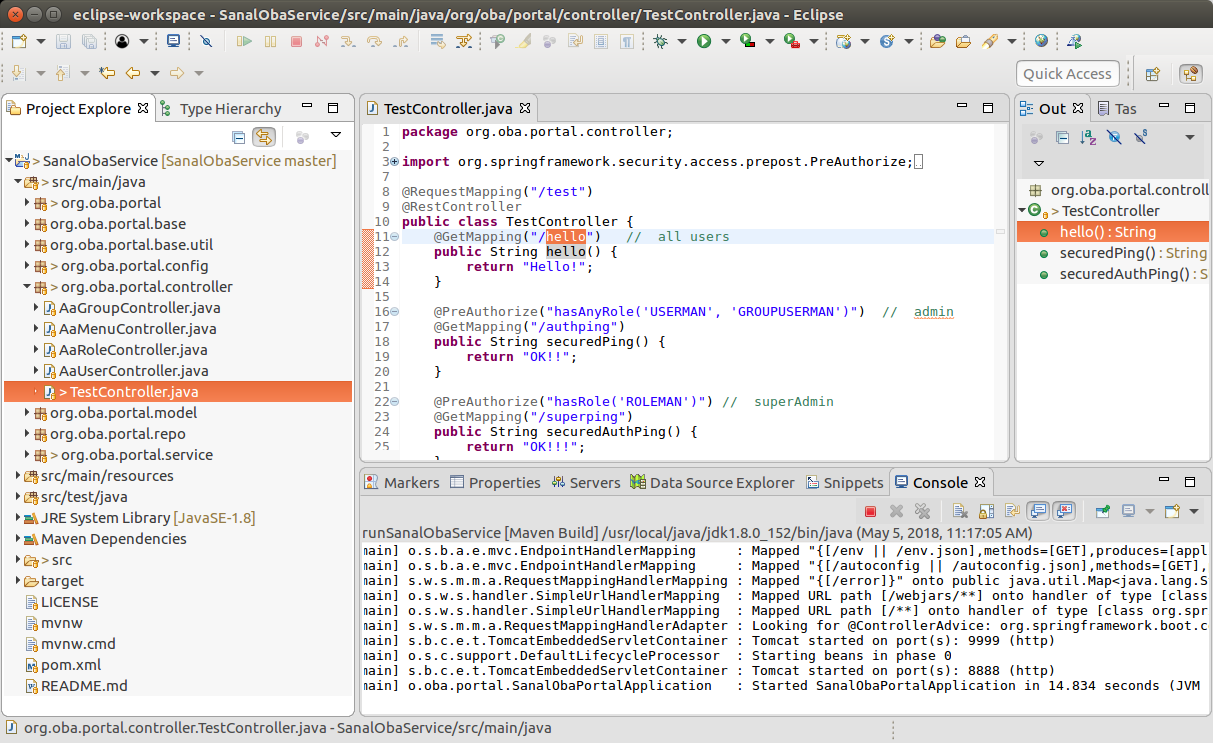 eclipse-workspace - SanalObaService/src/main/java/org/oba/portal/controller/TestController.java - Eclipse
Quick Access
Project Explore
Type Hierarchy
> SanalObaService [SanalObaService master]
> src/main/java
> org.oba.portal
org.oba.portal.base
org.oba.portal.base.util
> org.oba.portal.config
> org.oba.portal.controller
AaGroupController.java
AaMenuController.java
AaRoleController.java
AaUserController.java
> TestController.java
org.oba.portal.model
org.oba.portal.repo
> org.oba.portal.service
src/main/resources
src/test/java
JRE System Library [JavaSE-1.8]
Maven Dependencies
> src
target
LICENSE
mvnw
mvnw.cmd
pom.xml
README.md
TestController.java
1 package org.oba.portal.controller;
2
3 import org.springframework.security.access.prepost.PreAuthorize;
7
8 @RequestMapping("/test")
9 @RestController
10 public class TestController {
11 @GetMapping("/hello") // all users
12 public String hello() {
13 return "Hello!";
14 }
15
16 @PreAuthorize("hasAnyRole('USERMAN', 'GROUPUSERMAN')") // admin
17 @GetMapping("/authping")
18 public String securedPing() {
19 return "OK!!";
20 }
21
22 @PreAuthorize("hasRole('ROLEMAN')") // superAdmin
23 @GetMapping("/superping")
24 public String securedAuthPing() {
25 return "OK!!!";
Out
Tas
org.oba.portal.controll
> TestController
hello() : String
securedPing() : String
securedAuthPing() : S
Markers
Properties
Servers
Data Source Explorer
Snippets
Console
runSanalObaService [Maven Build] /usr/local/java/jdk1.8.0_152/bin/java (May 5, 2018, 11:17:05 AM)
main] o.s.b.a.e.mvc.EndpointHandlerMapping : Mapped "{[/env || /env.json],methods=[GET],produces=[appl
main] o.s.b.a.e.mvc.EndpointHandlerMapping : Mapped "{[/autoconfig || /autoconfig.json],methods=[GET],
main] s.w.s.m.m.a.RequestMappingHandlerMapping : Mapped "{[/error]}" onto public java.util.Map<java.lang.S
main] o.s.w.s.handler.SimpleUrlHandlerMapping : Mapped URL path [/webjars/**] onto handler of type [class
main] o.s.w.s.handler.SimpleUrlHandlerMapping : Mapped URL path [/**] onto handler of type [class org.spr
main] s.w.s.m.m.a.RequestMappingHandlerAdapter : Looking for @ControllerAdvice: org.springframework.boot.c
main] s.b.c.e.t.TomcatEmbeddedServletContainer : Tomcat started on port(s): 9999 (http)
main] o.s.c.support.DefaultLifecycleProcessor : Starting beans in phase 0
main] s.b.c.e.t.TomcatEmbeddedServletContainer : Tomcat started on port(s): 8888 (http)
main] o.oba.portal.SanalObaPortalApplication : Started SanalObaPortalApplication in 14.834 seconds (JVM
org.oba.portal.controller.TestController.java - SanalObaService/src/main/java